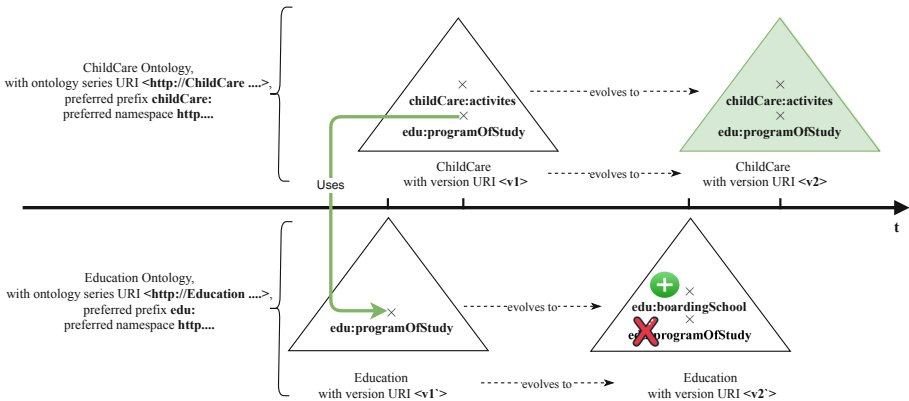 ChildCare Ontology,
with ontology series URI <http://ChildCare ....>,
preferred prefix childCare:
preferred namespace http....
childCare:activites
edu:programOfStudy
evolves to
childCare:activites
edu:programOfStudy
ChildCare
with version URI <v1>
evolves to
ChildCare
with version URI <v2>
Uses
t
Education Ontology,
with ontology series URI <http://Education ....>,
preferred prefix edu:
preferred namespace http....
edu:programOfStudy
evolves to
edu:boardingSchool
edu:programOfStudy
Education
with version URI <v1`>
evolves to
Education
with version URI <v2`>